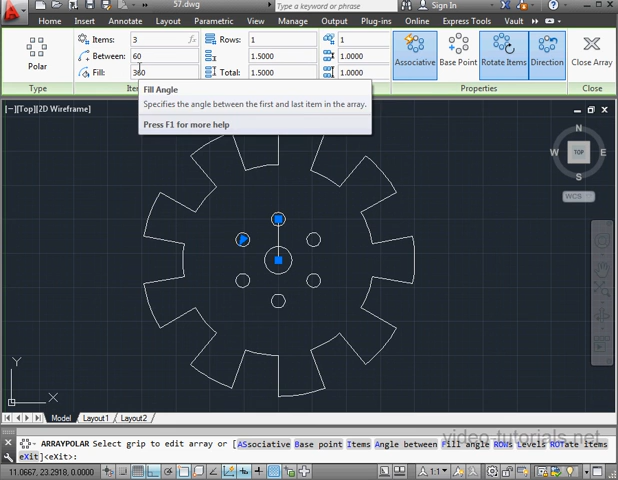 57.dwg
Type a keyword or phrase
Sign In
Home Insert Annotate Layout Parametric View Manage Output Plug-ins Online Express Tools Vault
Items: 3 fx Rows: 1 1
Polar Between: 60 1.5000 1.0000 Associative Base Point Rotate Items Direction Close Array
Fill: 360 Total: 1.5000 1.0000
Type Properties Close
Fill Angle
Specifies the angle between the first and last item in the array.
Press F1 for more help
[−][Top][2D Wireframe]
N
W TOP E
S
WCS
Y
X
Model Layout1 Layout2
ARRAYPOLAR Select grip to edit array or [ASsociative Base point Items Angle between Fill angle ROWs Levels ROTate items
eXit]<eXit>:
video-tutorials.net
11.0667, 23.2918, 0.0000
1:1